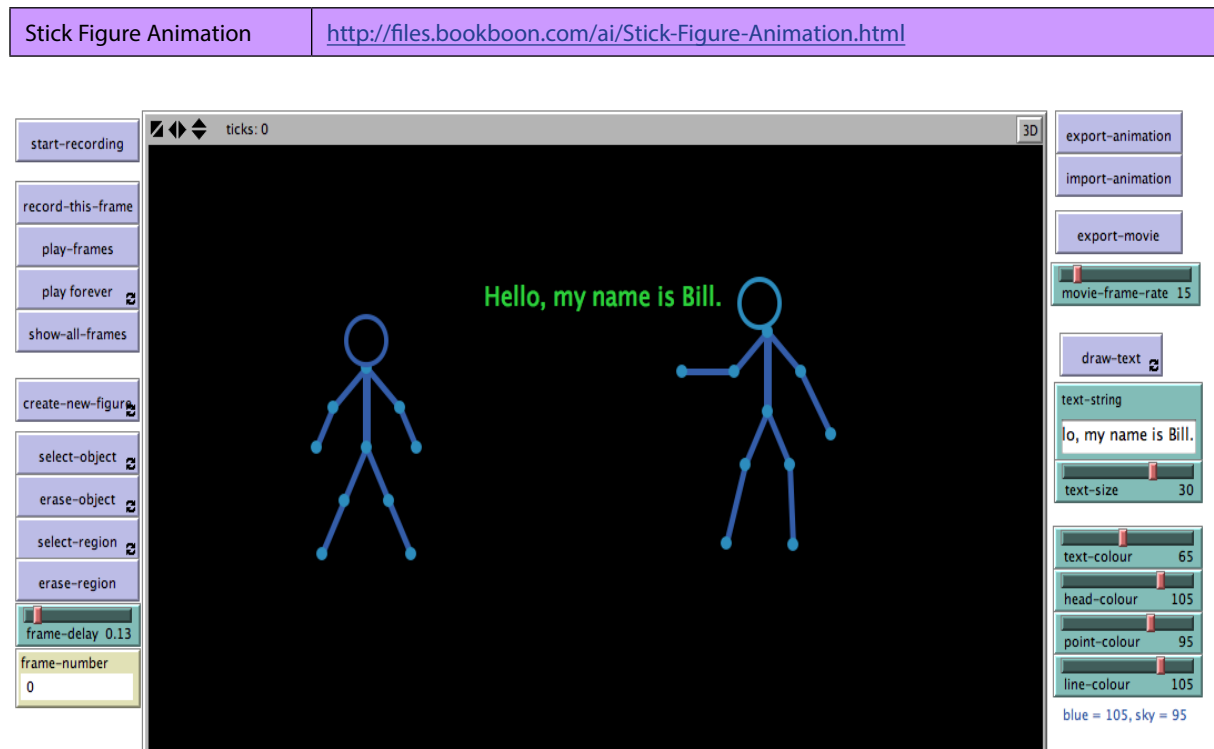 Stick Figure Animation
http://files.bookboon.com/ai/Stick-Figure-Animation.html
ticks: 0
3D
start-recording
record-this-frame
play-frames
play forever
show-all-frames
create-new-figure
select-object
erase-object
select-region
erase-region
frame-delay 0.13
frame-number
0
Hello, my name is Bill.
export-animation
import-animation
export-movie
movie-frame-rate 15
draw-text
text-string
lo, my name is Bill.
text-size 30
text-colour 65
head-colour 105
point-colour 95
line-colour 105
blue = 105, sky = 95